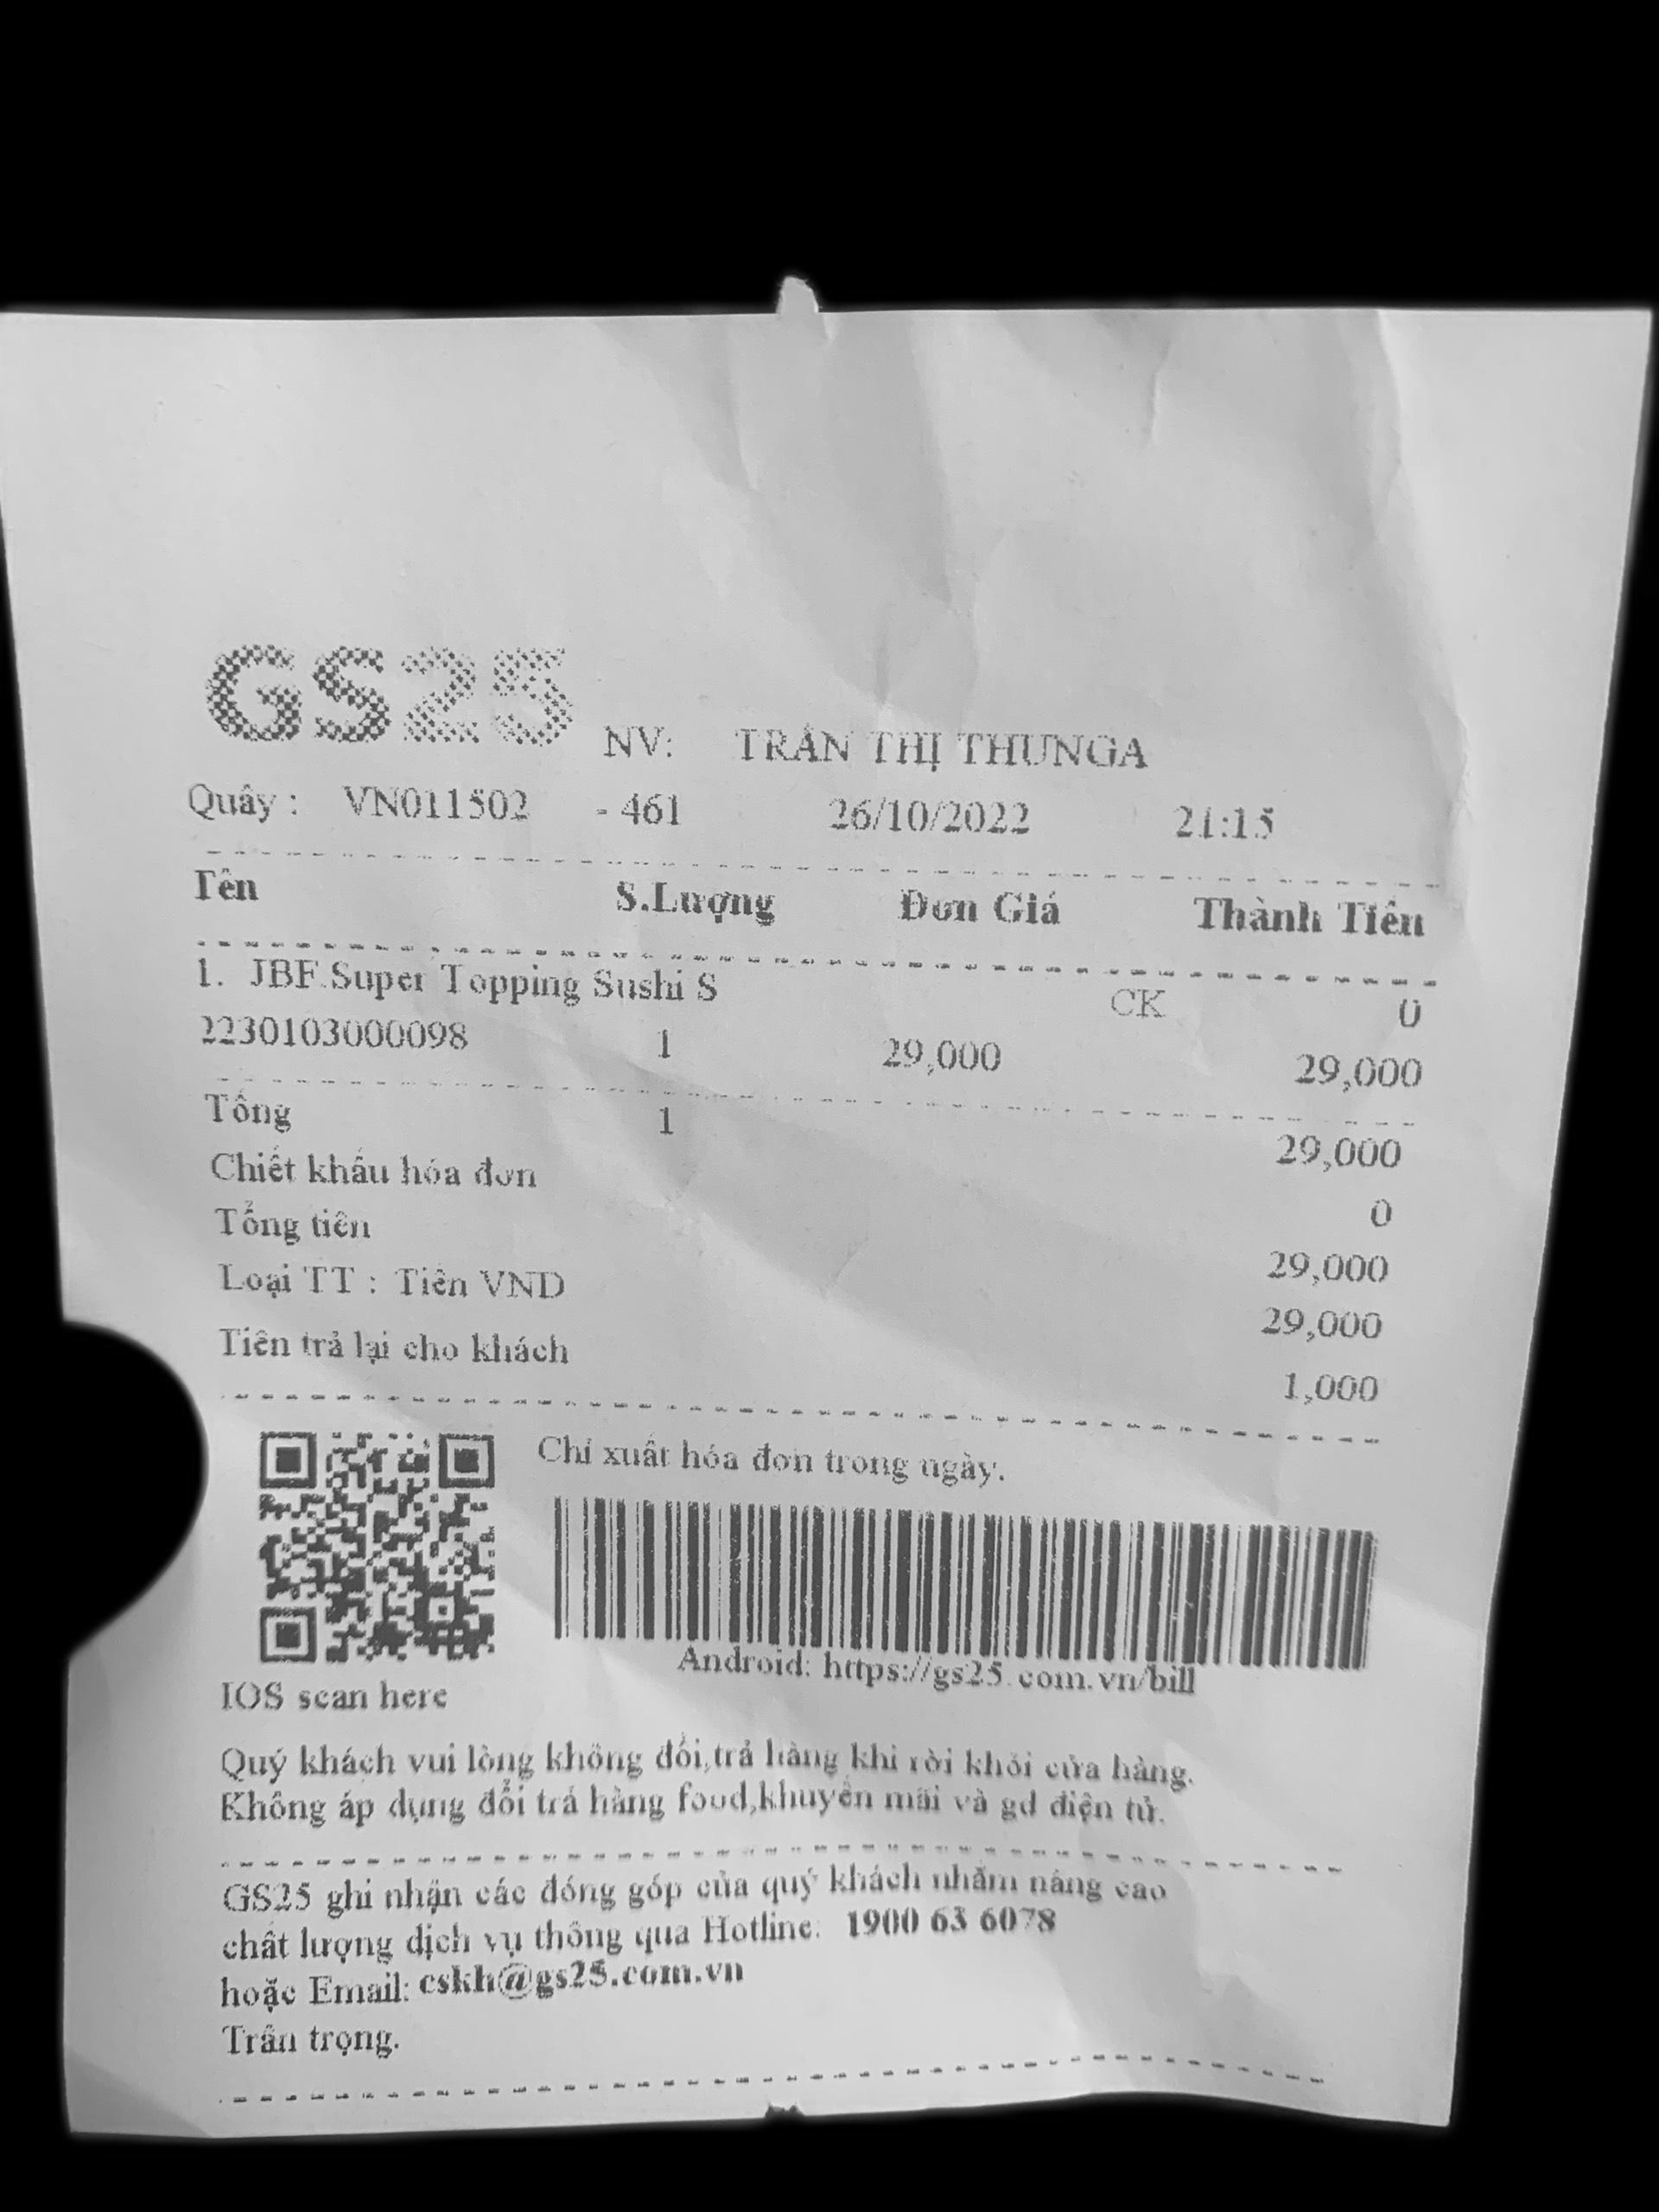 GS25 NV: TRẦN THỊ THUNGA
Quầy : VN011502 - 461 26/10/2022 21:15
Tên S.Lượng Đơn Giá Thành Tiền
1. JBF.Super Topping Sushi S CK 0
2230103000098 1 29,000 29,000
Tổng 1 29,000
Chiết khấu hóa đơn 0
Tổng tiền 29,000
Loại TT : Tiền VND 29,000
Tiền trả lại cho khách 1,000
Chỉ xuất hóa đơn trong ngày.
Android: https://gs25.com.vn/bill
IOS scan here
Quý khách vui lòng không đổi,trả hàng khi rời khỏi cửa hàng.
Không áp dụng đổi trả hàng food,khuyến mãi và gd điện tử.
GS25 ghi nhận các đóng góp của quý khách nhằm nâng cao
chất lượng dịch vụ thông qua Hotline: 1900 63 6078
hoặc Email: cskh@gs25.com.vn
Trân trọng.